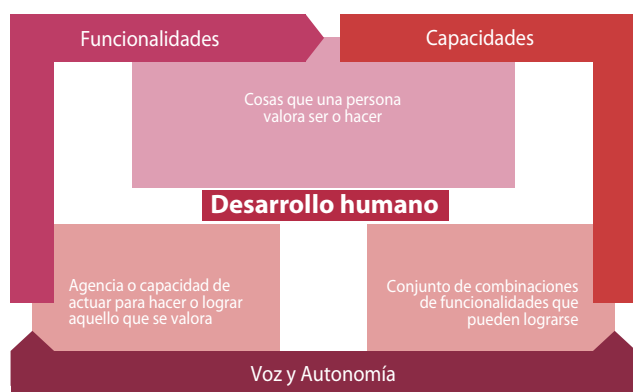 Funcionalidades
Capacidades
Cosas que una persona
valora ser o hacer
Desarrollo humano
Agencia o capacidad de
actuar para hacer o lograr
aquello que se valora
Conjunto de combinaciones
de funcionalidades que
pueden lograrse
Voz y Autonomía